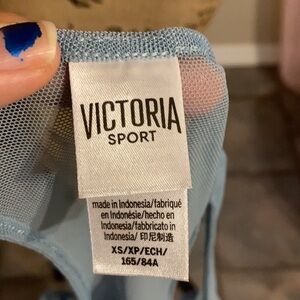 VICTORIA
SPORT
made in Indonesia/fabriqué
en Indonésie/hecho en
Indonesia/fabbricato in
Indonesia/ 印尼制造
XS/XP/ECH/
165/84A